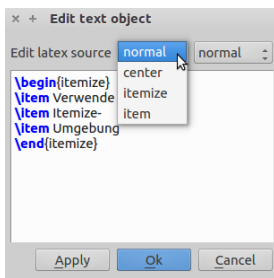 × + Edit text object
Edit latex source normal normal
center
itemize
item
\begin{itemize}
\item Verwende
\item Itemize-
\item Umgebung
\end{itemize}
Apply Ok Cancel